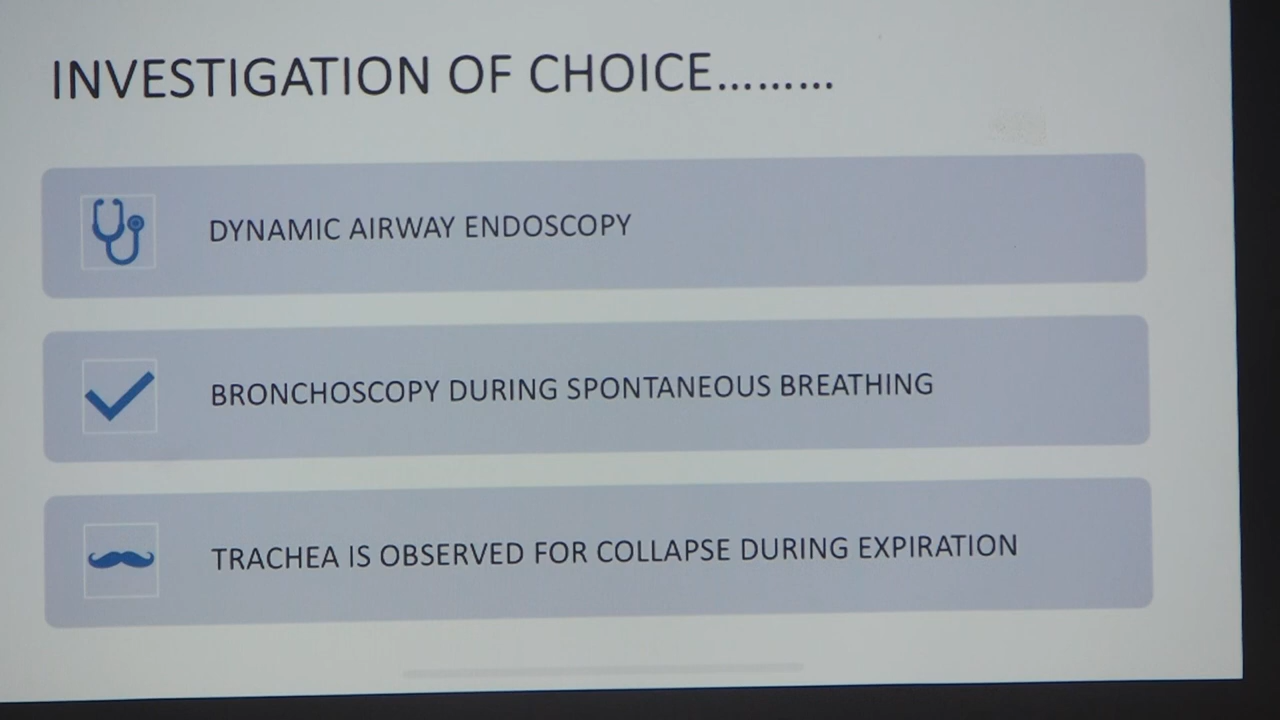 INVESTIGATION OF CHOICE.........
DYNAMIC AIRWAY ENDOSCOPY
BRONCHOSCOPY DURING SPONTANEOUS BREATHING
TRACHEA IS OBSERVED FOR COLLAPSE DURING EXPIRATION